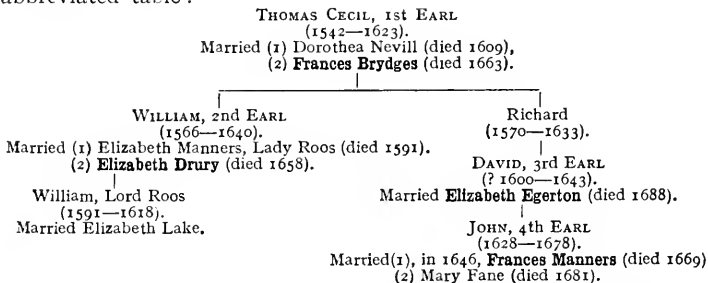 abbreviated table :
THOMAS CECIL, 1ST EARL
(1542—1623).
Married (1) Dorothea Nevill (died 1609),
(2) Frances Brydges (died 1663).
WILLIAM, 2nd EARL
(1566—1640).
Married (1) Elizabeth Manners, Lady Roos (died 1591).
(2) Elizabeth Drury (died 1658).
William, Lord Roos
(1591—1618).
Married Elizabeth Lake.
Richard
(1570—1633).
DAVID, 3rd EARL
(? 1600—1643).
Married Elizabeth Egerton (died 1688).
JOHN, 4th EARL
(1628—1678).
Married(1), in 1646, Frances Manners (died 1669)
(2) Mary Fane (died 1681).